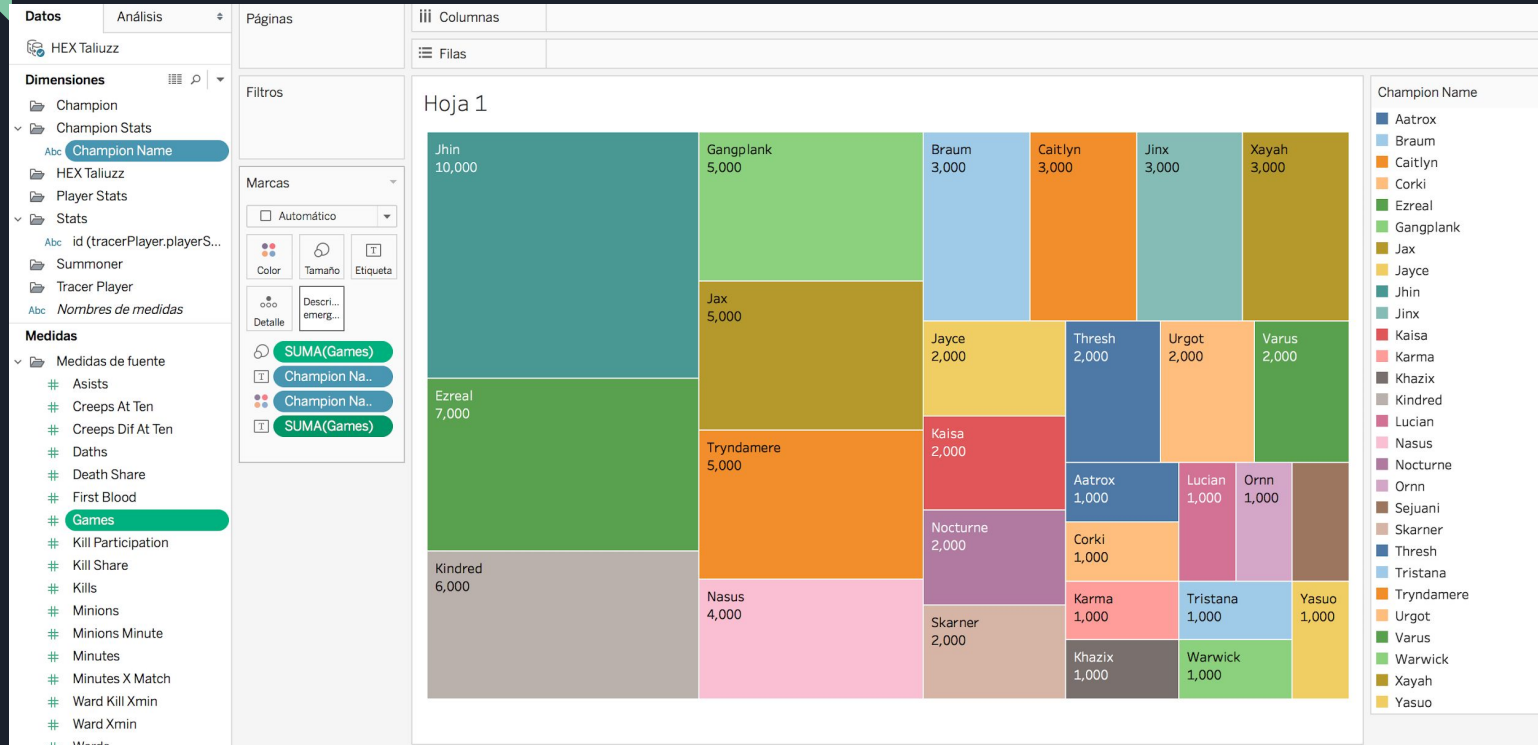 Datos
Análisis
HEX Taliuzz
Dimensiones
Champion
Champion Stats
Abc Champion Name
HEX Taliuzz
Player Stats
Stats
Abc id (tracerPlayer.playerS...
Summoner
Tracer Player
Abc Nombres de medidas
Medidas
Medidas de fuente
# Asists
# Creeps At Ten
# Creeps Dif At Ten
# Daths
# Death Share
# First Blood
# Games
# Kill Participation
# Kill Share
# Kills
# Minions
# Minions Minute
# Minutes
# Minutes X Match
# Ward Kill Xmin
# Ward Xmin
Páginas
Filtros
Marcas
Automático
Color
Tamaño
T
Etiqueta
Detalle
Descri...
emerg...
SUMA(Games)
T Champion Na..
Champion Na..
T SUMA(Games)
Columnas
Filas
Hoja 1
Jhin
10,000
Ezreal
7,000
Kindred
6,000
Gangplank
5,000
Jax
5,000
Tryndamere
5,000
Nasus
4,000
Braum
3,000
Caitlyn
3,000
Jinx
3,000
Xayah
3,000
Jayce
2,000
Kaisa
2,000
Nocturne
2,000
Skarner
2,000
Thresh
2,000
Urgot
2,000
Varus
2,000
Aatrox
1,000
Corki
1,000
Karma
1,000
Khazix
1,000
Lucian
1,000
Ornn
1,000
Tristana
1,000
Warwick
1,000
Yasuo
1,000
Champion Name
Aatrox
Braum
Caitlyn
Corki
Ezreal
Gangplank
Jax
Jayce
Jhin
Jinx
Kaisa
Karma
Khazix
Kindred
Lucian
Nasus
Nocturne
Ornn
Sejuani
Skarner
Thresh
Tristana
Tryndamere
Urgot
Varus
Warwick
Xayah
Yasuo